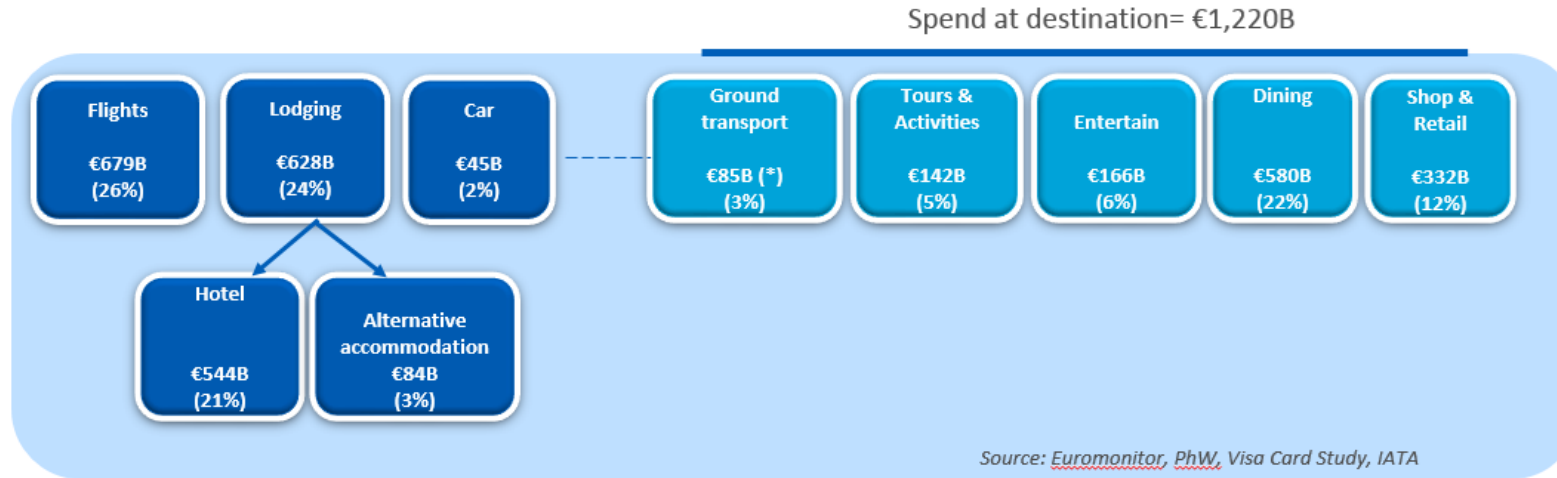 Spend at destination= €1,220B
Flights
€679B
(26%)
Lodging
€628B
(24%)
Car
€45B
(2%)
Ground
transport
€85B (*)
(3%)
Tours &
Activities
€142B
(5%)
Entertain
€166B
(6%)
Dining
€580B
(22%)
Shop &
Retail
€332B
(12%)
Hotel
€544B
(21%)
Alternative
accommodation
€84B
(3%)
Source: Euromonitor, PhW, Visa Card Study, IATA